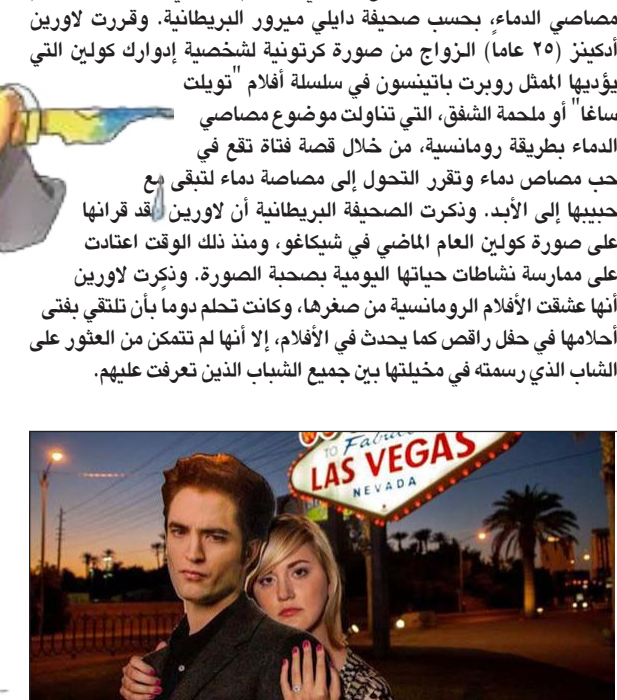 مصاصي الدماء، بحسب صحيفة دايلي ميرور البريطانية. وقررت لاورين
أدكينز (٢٥ عاما) الزواج من صورة كرتونية لشخصية إدوارك كولين التي
يؤديها الممثل روبرت باتينسون في سلسلة أفلام "تويلت
ساغا" أو ملحمة الشفق، التي تناولت موضوع مصاصي
الدماء بطريقة رومانسية، من خلال قصة فتاة تقع في
حب مصاص دماء وتقرر التحول إلى مصاصة دماء لتبقى مع
حبيبها إلى الأبد. وذكرت الصحيفة البريطانية أن لاورين عقد قرانها
على صورة كولين العام الماضي في شيكاغو، ومنذ ذلك الوقت اعتادت
على ممارسة نشاطات حياتها اليومية بصحبة الصورة. وذكرت لاورين
أنها عشقت الأفلام الرومانسية من صغرها، وكانت تحلم دوماً بأن تلتقي بفتى
أحلامها في حفل راقص كما يحدث في الأفلام، إلا أنها لم تتمكن من العثور على
الشاب الذي رسمته في مخيلتها بين جميع الشباب الذين تعرفت عليهم.
TO Fabulous
LAS VEGAS
NEVADA